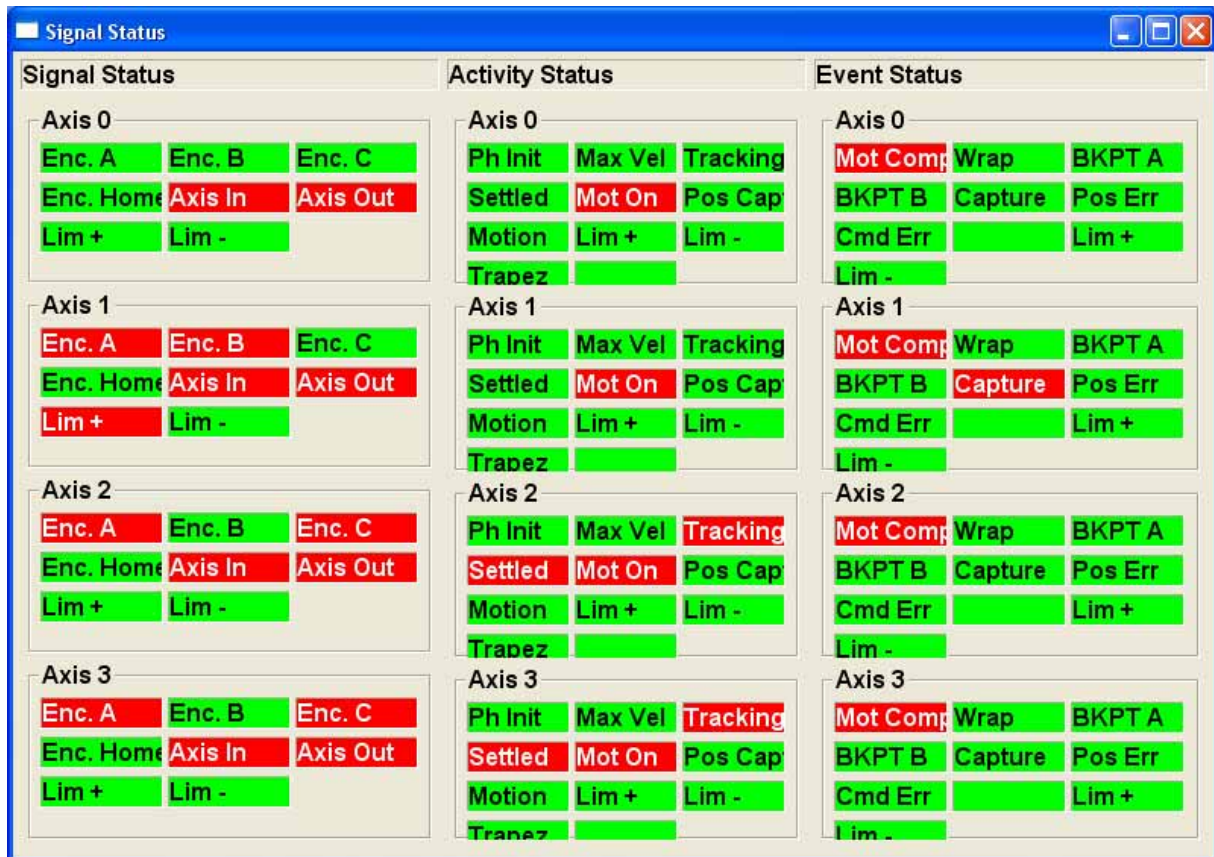 Signal Status
Signal Status
Axis 0
Enc. A Enc. B Enc. C
Enc. Home Axis In Axis Out
Lim + Lim -
Axis 1
Enc. A Enc. B Enc. C
Enc. Home Axis In Axis Out
Lim + Lim -
Axis 2
Enc. A Enc. B Enc. C
Enc. Home Axis In Axis Out
Lim + Lim -
Axis 3
Enc. A Enc. B Enc. C
Enc. Home Axis In Axis Out
Lim + Lim -
Activity Status
Axis 0
Ph Init Max Vel Tracking
Settled Mot On Pos Cap
Motion Lim + Lim -
Trapez
Axis 1
Ph Init Max Vel Tracking
Settled Mot On Pos Cap
Motion Lim + Lim -
Trapez
Axis 2
Ph Init Max Vel Tracking
Settled Mot On Pos Cap
Motion Lim + Lim -
Trapez
Axis 3
Ph Init Max Vel Tracking
Settled Mot On Pos Cap
Motion Lim + Lim -
Trapez
Event Status
Axis 0
Mot Comp Wrap BKPT A
BKPT B Capture Pos Err
Cmd Err Lim +
Lim -
Axis 1
Mot Comp Wrap BKPT A
BKPT B Capture Pos Err
Cmd Err Lim +
Lim -
Axis 2
Mot Comp Wrap BKPT A
BKPT B Capture Pos Err
Cmd Err Lim +
Lim -
Axis 3
Mot Comp Wrap BKPT A
BKPT B Capture Pos Err
Cmd Err Lim +
Lim -